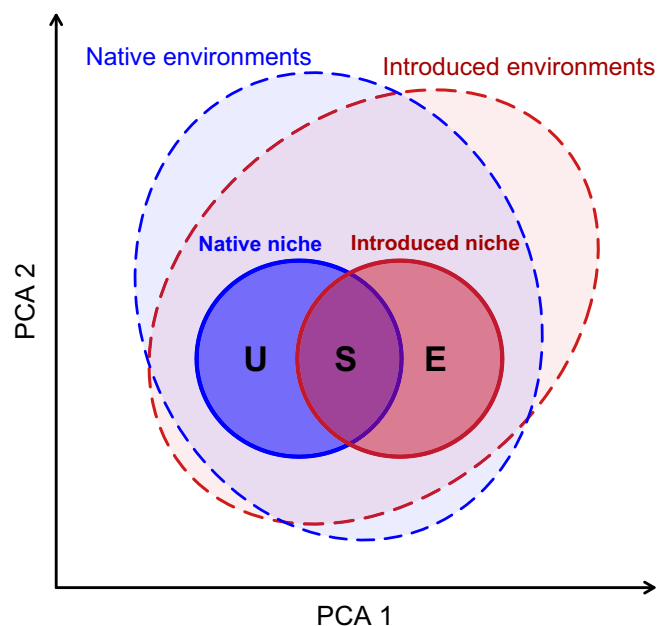 Native environments
Introduced environments
Native niche
Introduced niche
U
S
E
PCA 2
PCA 1